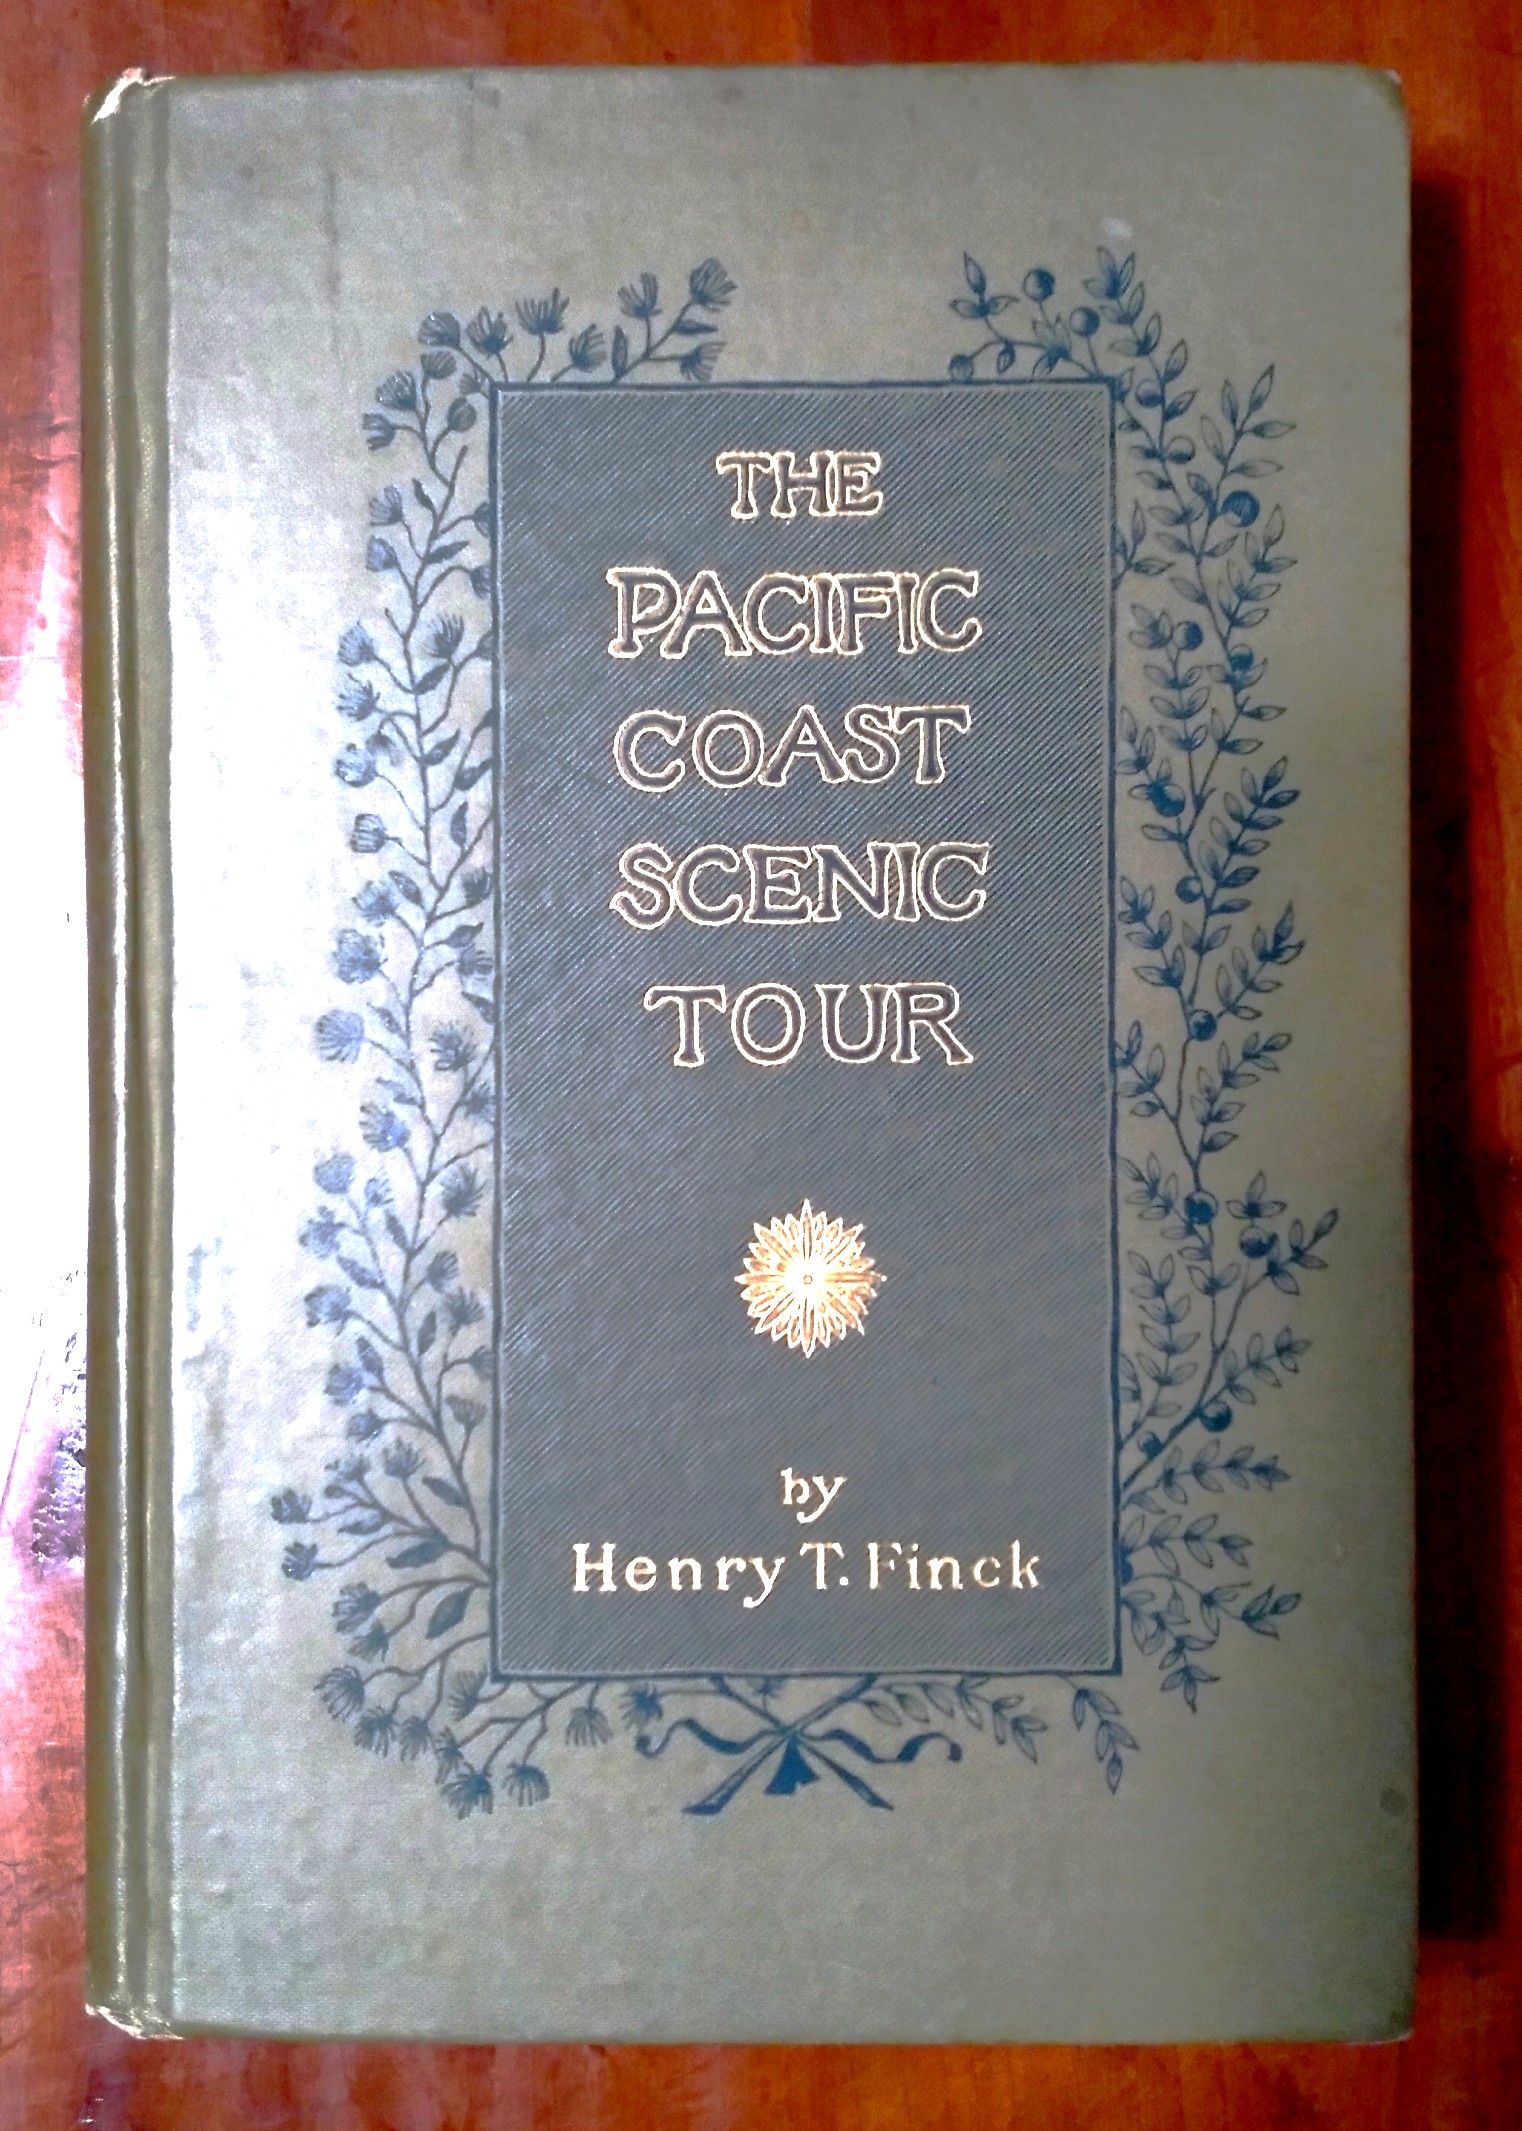 THE
PACIFIC
COAST
SCENIC
TOUR
by
Henry T. Finck